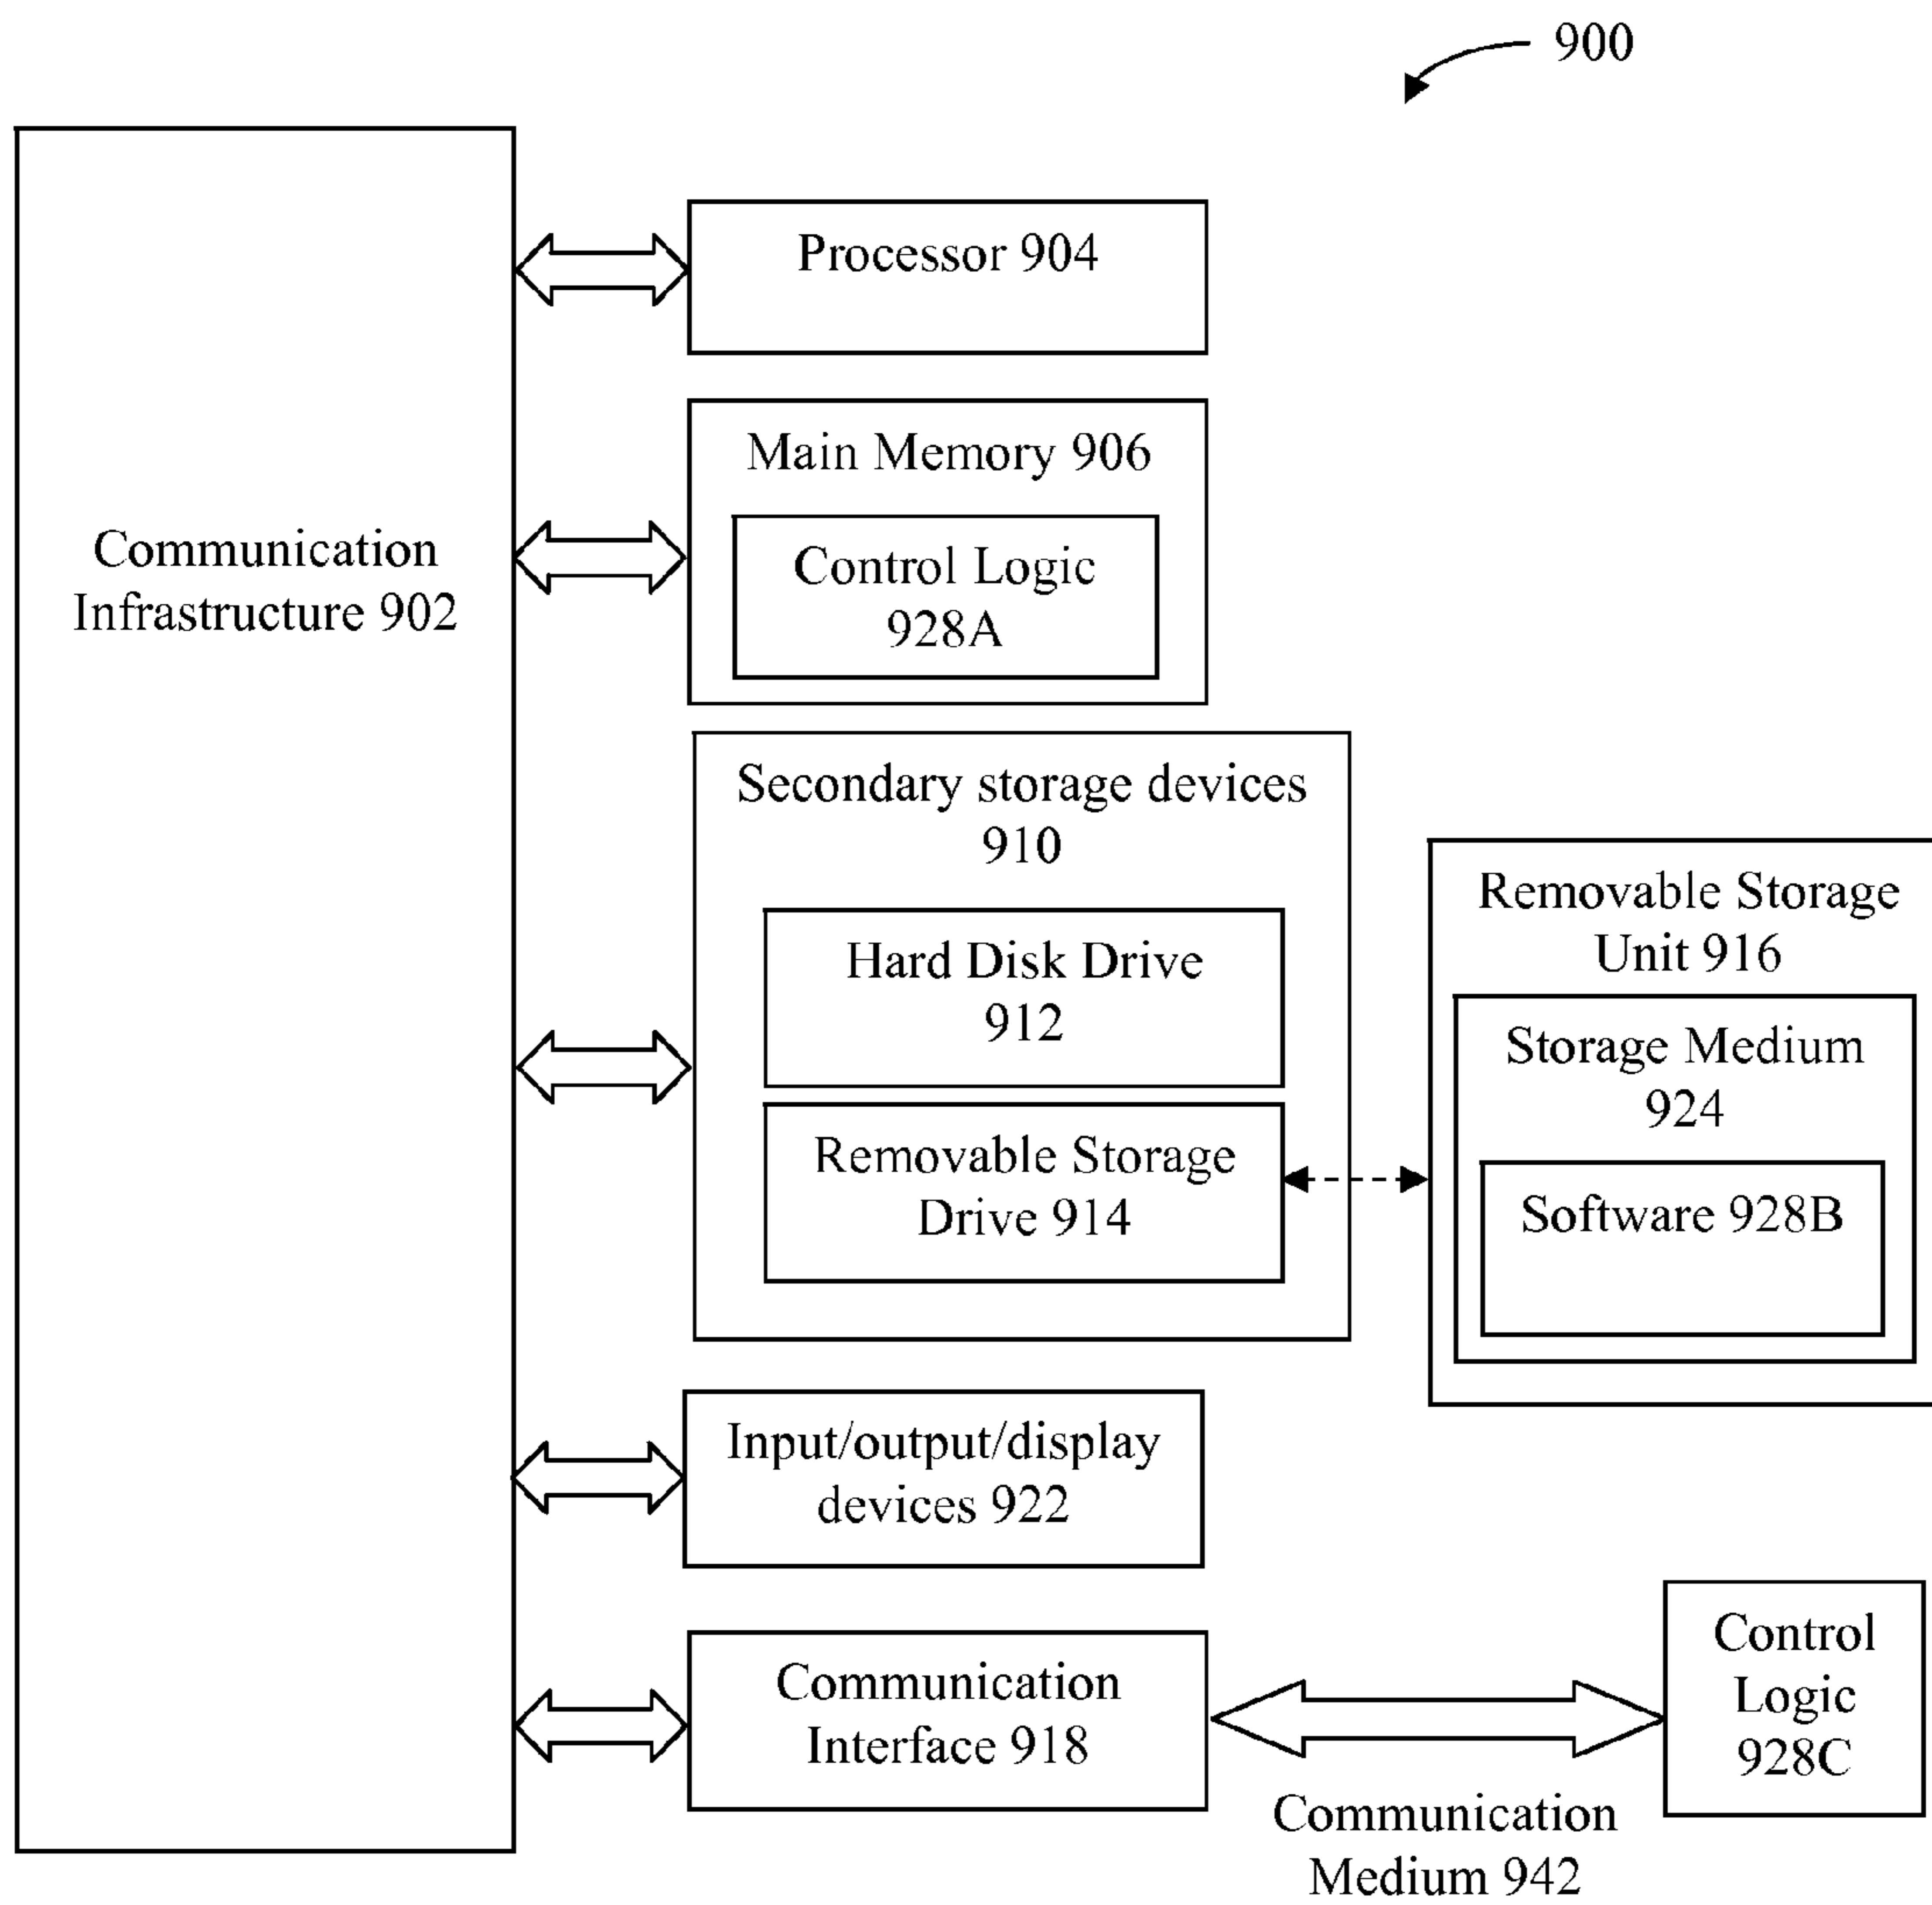 900
Communication
Infrastructure 902
Processor 904
Main Memory 906
Control Logic
928A
Secondary storage devices
910
Hard Disk Drive
912
Removable Storage
Drive 914
Removable Storage
Unit 916
Storage Medium
924
Software 928B
Input/output/display
devices 922
Communication
Interface 918
Communication
Medium 942
Control
Logic
928C